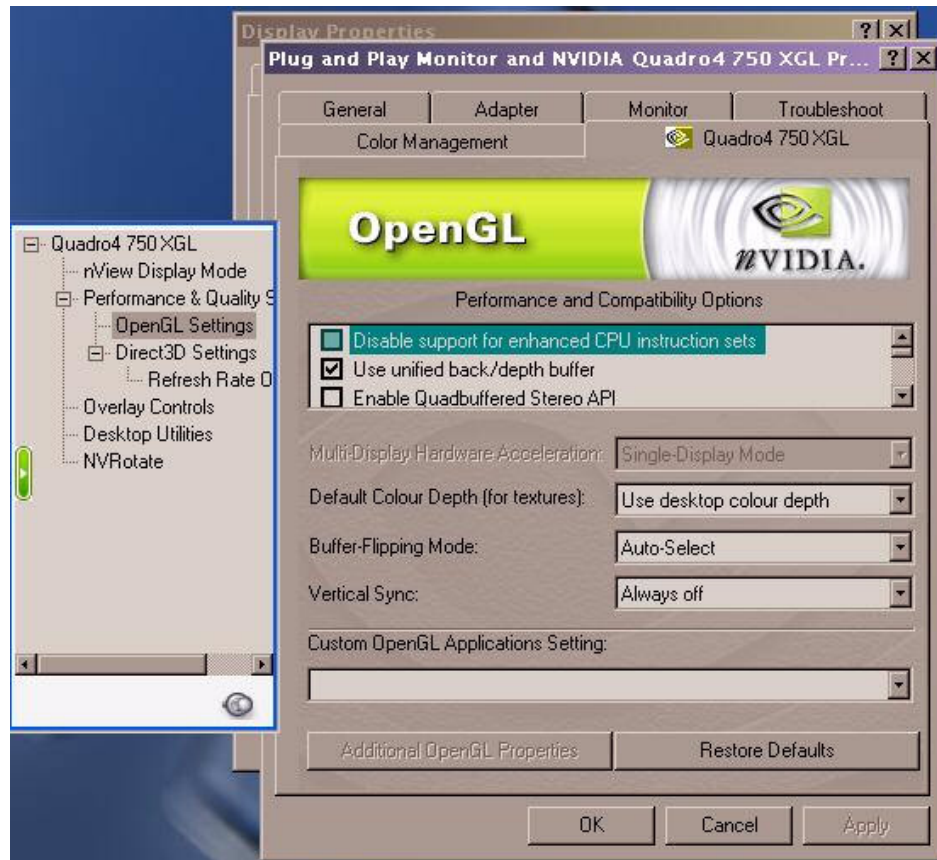 Display Properties
Plug and Play Monitor and NVIDIA Quadro4 750 XGL Pr...
General Adapter Monitor Troubleshoot
Color Management Quadro4 750 XGL
OpenGL
nVIDIA.
Performance and Compatibility Options
Disable support for enhanced CPU instruction sets
Use unified back/depth buffer
Enable Quadbuffered Stereo API
Multi-Display Hardware Acceleration: Single-Display Mode
Default Colour Depth (for textures): Use desktop colour depth
Buffer-Flipping Mode: Auto-Select
Vertical Sync: Always off
Custom OpenGL Applications Setting:
Additional OpenGL Properties Restore Defaults
OK Cancel Apply
Quadro4 750 XGL
nView Display Mode
Performance & Quality S
OpenGL Settings
Direct3D Settings
Refresh Rate O
Overlay Controls
Desktop Utilities
NVRotate